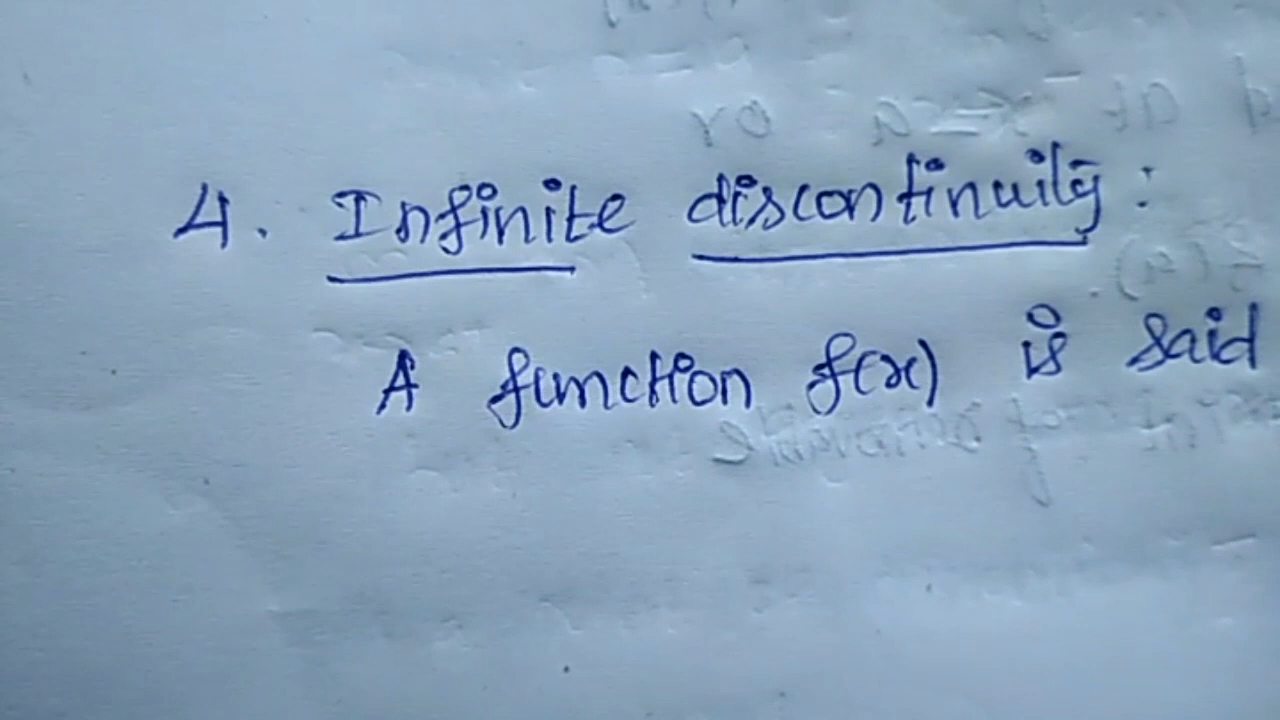 4. Infinite discontinuity:
A function f(x) is said